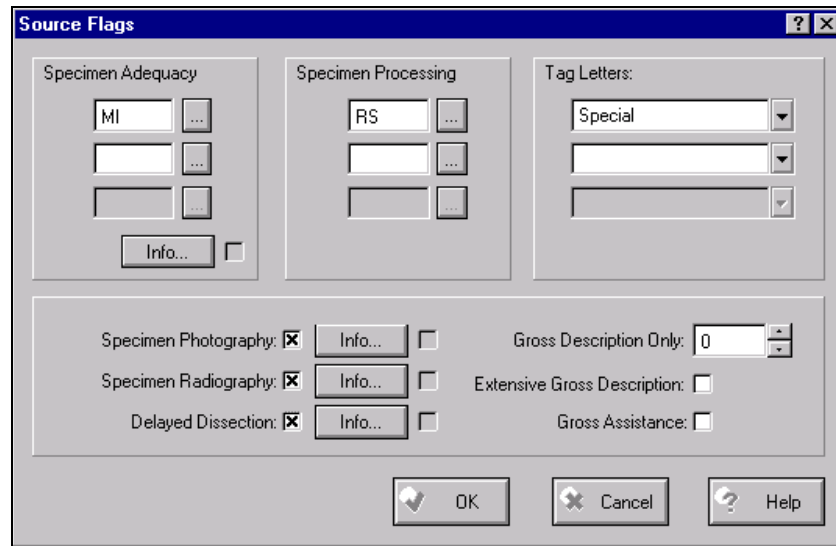 Source Flags
Specimen Adequacy
MI
...
...
...
Info...
Specimen Processing
RS
...
...
...
Tag Letters:
Special
Specimen Photography: Info...
Specimen Radiography: Info...
Delayed Dissection: Info...
Gross Description Only: 0
Extensive Gross Description:
Gross Assistance:
OK Cancel Help